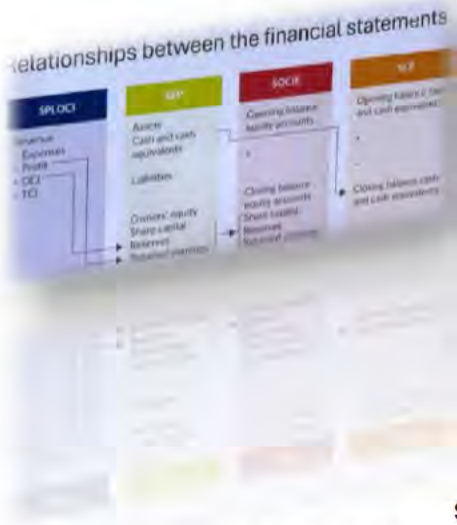 Relationships between the financial statements
SPLOCI
SFP
SOCIE
SCF
Revenue
- Expenses
- Profit
+ OCI
- TCI
Assets
Cash and cash
equivalents
Liabilities
Owners' equity
Share capital
Reserves
Retained earnings
Opening balance
equity accounts
+
-
Closing balance
equity accounts
Share capital
Reserves
Retained earnings
Opening balance cash
and cash equivalents
+
-
Closing balance cash
and cash equivalents